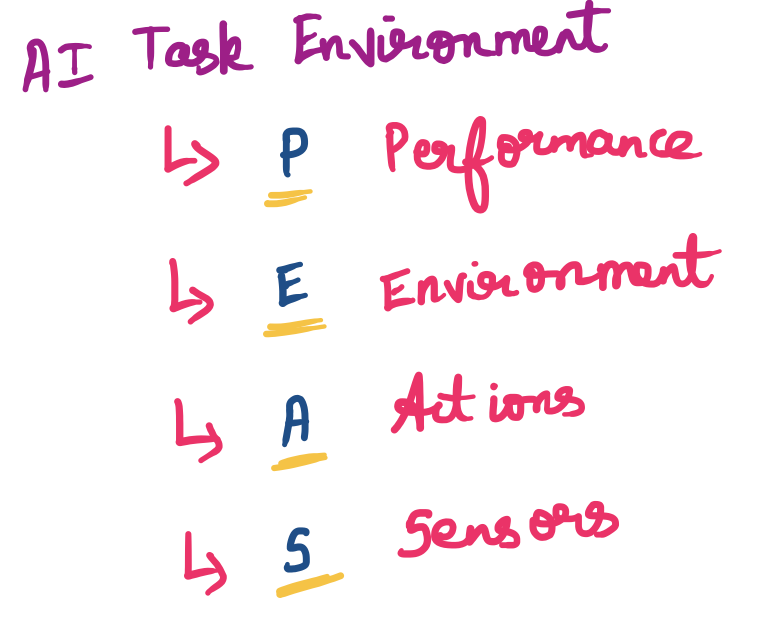 AI Task Environment
P Performance
E Environment
A Actions
S Sensors